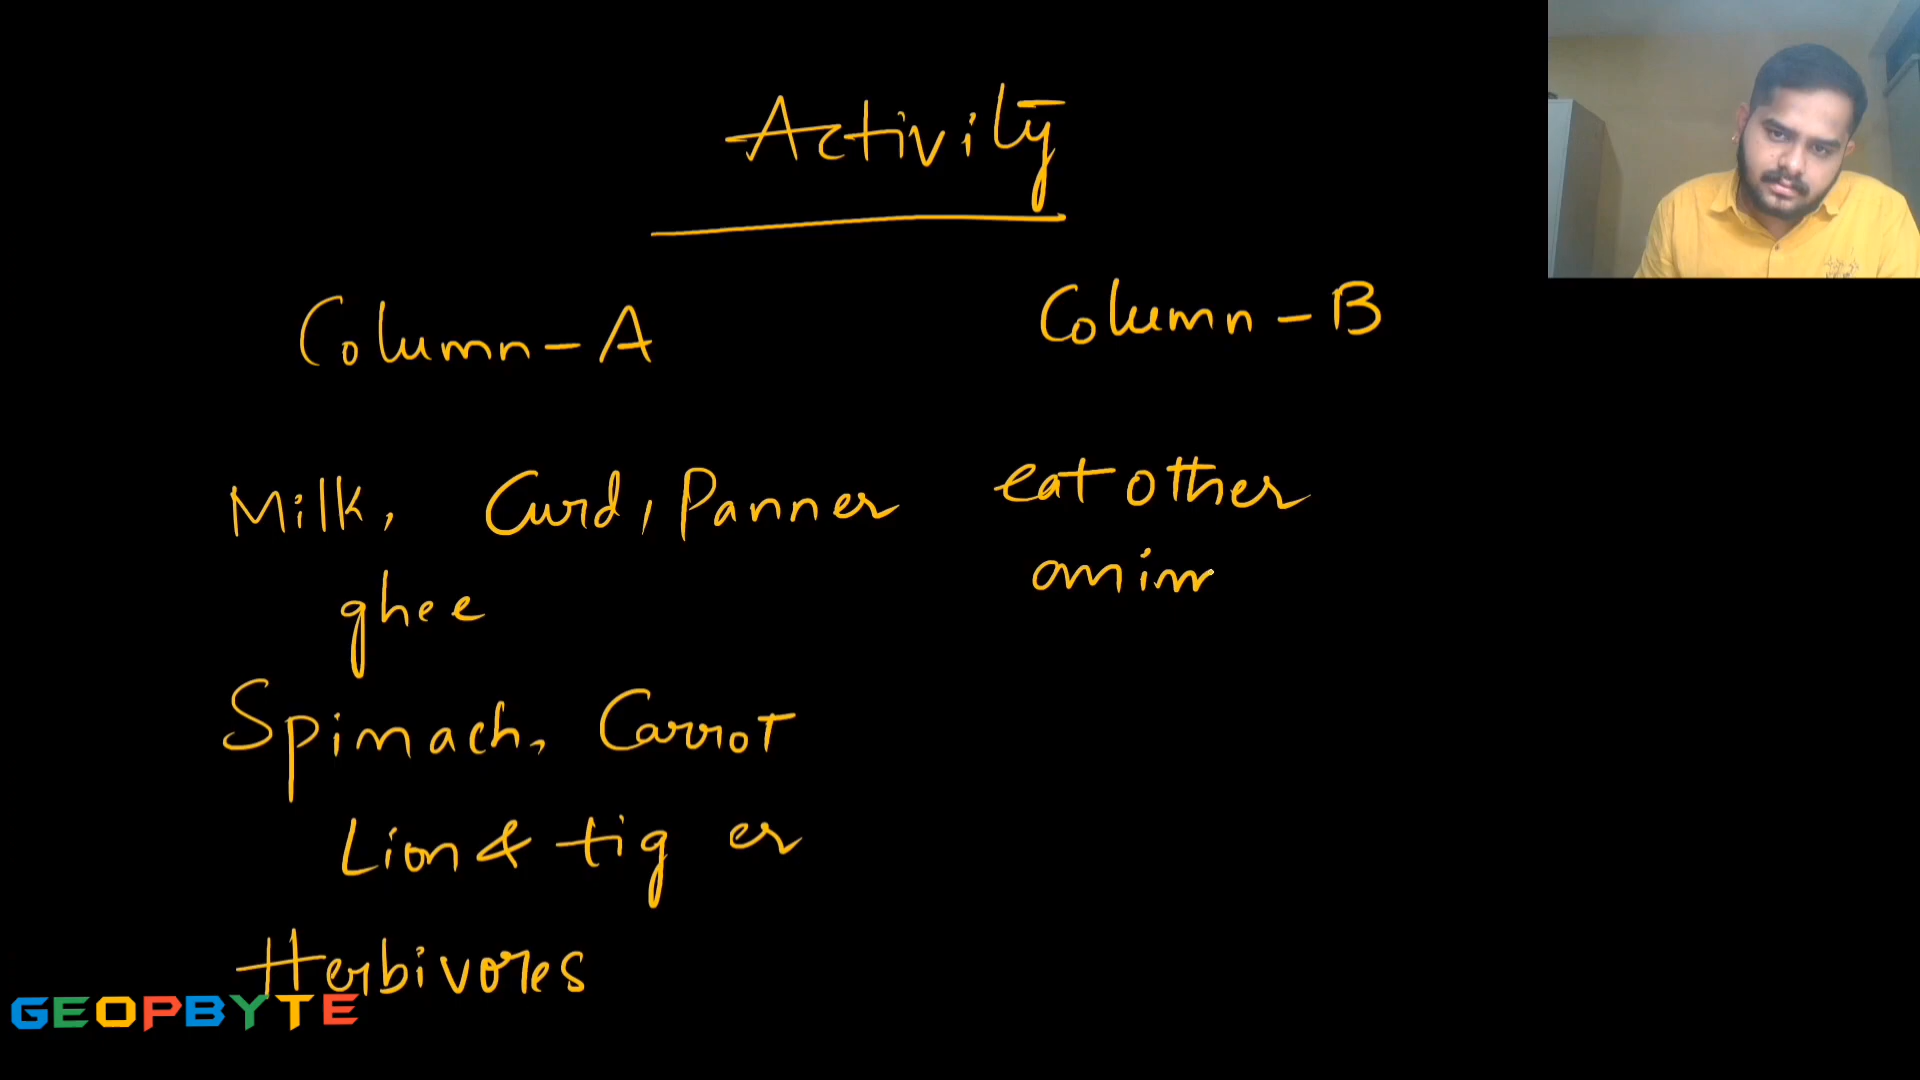 Activity
Column-A
Column-B
Milk, Curd, Panner
eat other
anim
ghee
Spinach, Carrot
Lion & tig er
Herbivores
GEOPBYTE